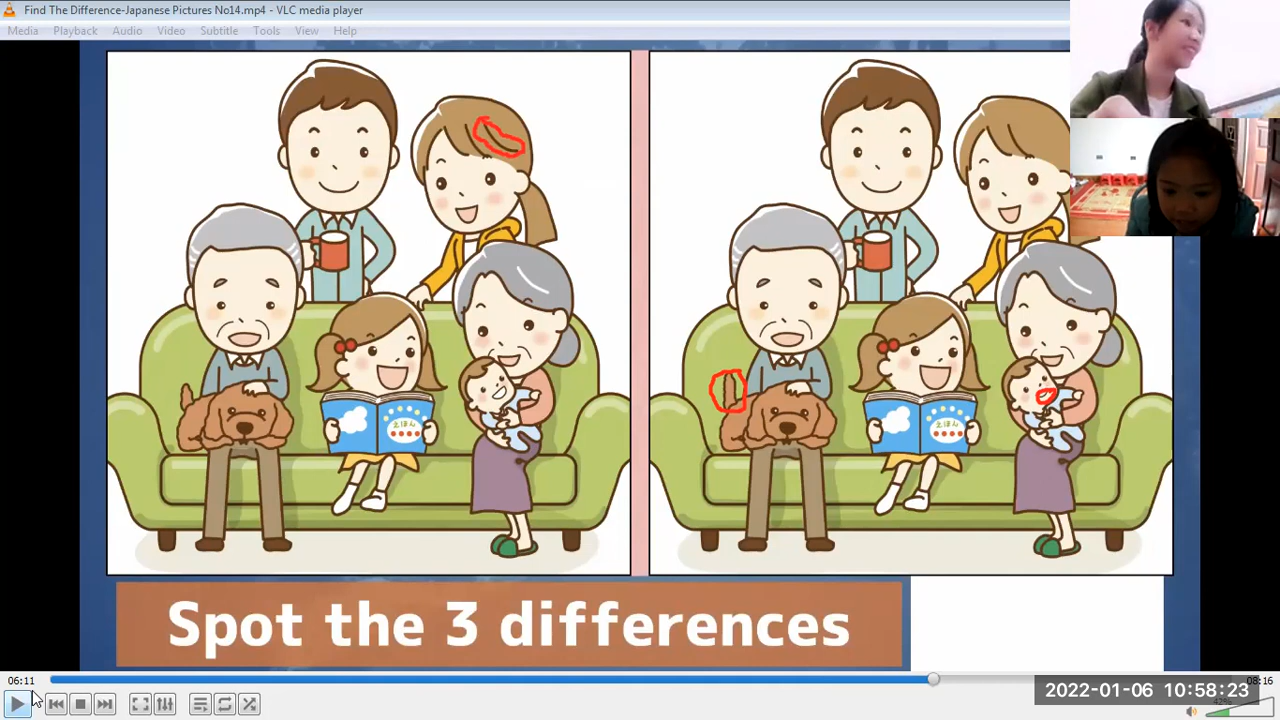 Find The Difference-Japanese Pictures No14.mp4 - VLC media player
Media Playback Audio Video Subtitle Tools View Help
えほん
えほん
Spot the 3 differences
06:11
08:16
2022-01-06 10:58:23